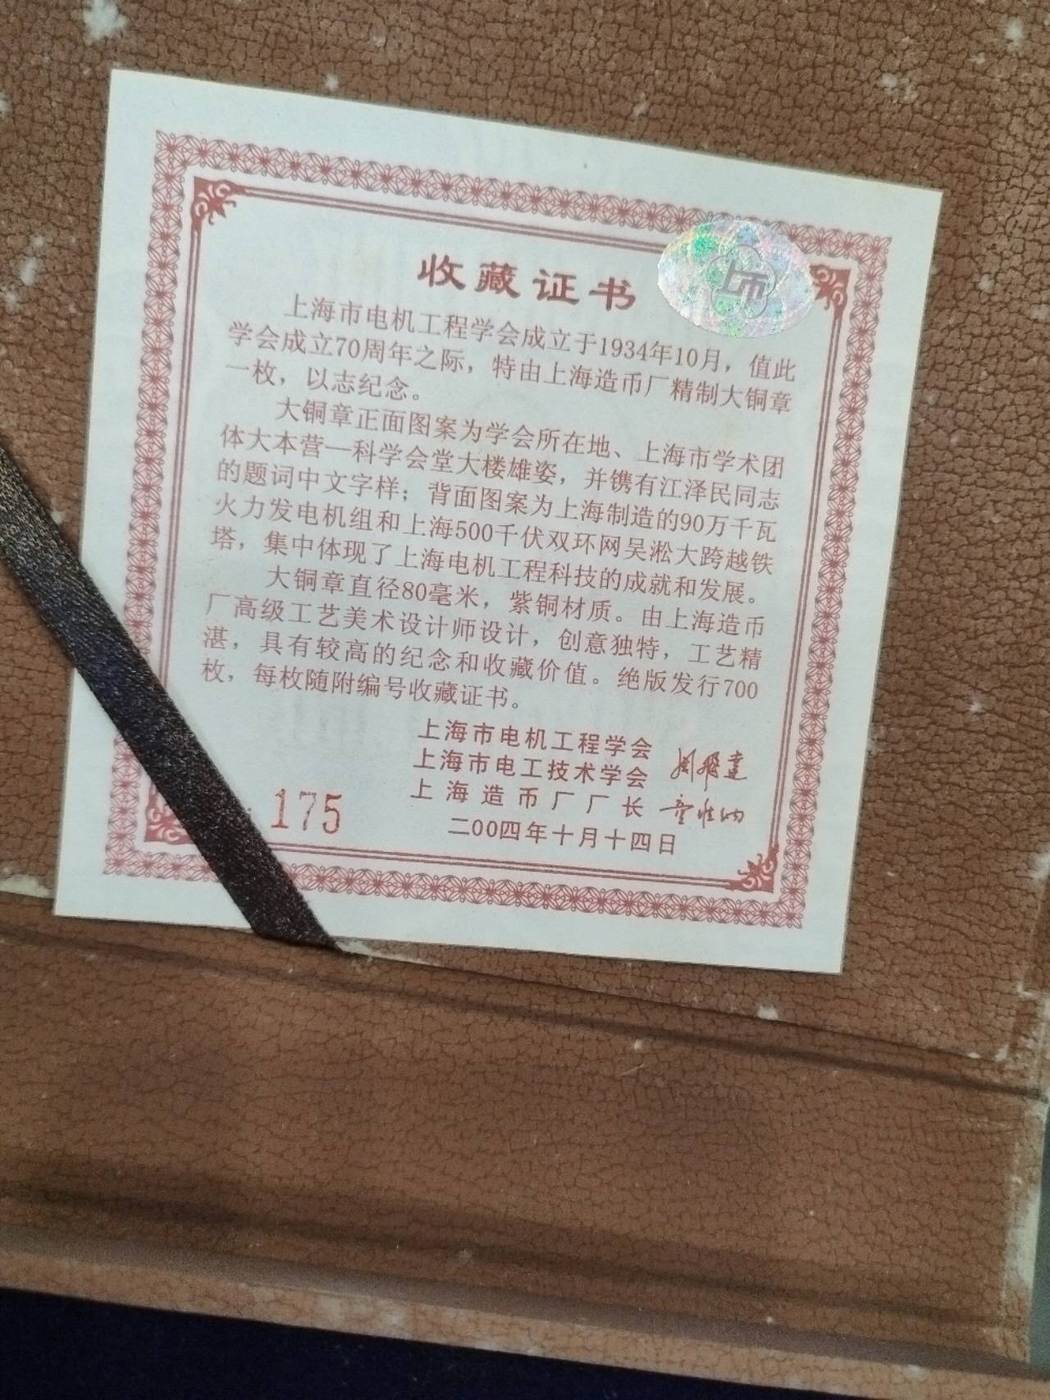 收藏证书
上币
上海市电机工程学会成立于1934年10月，值此
学会成立70周年之际，特由上海造币厂精制大铜章
一枚，以志纪念。
大铜章正面图案为学会所在地、上海市学术团
体大本营—科学会堂大楼雄姿，并镌有江泽民同志
的题词中文字样；背面图案为上海制造的90万千瓦
火力发电机组和上海500千伏双环网吴淞大跨越铁
塔，集中体现了上海电机工程科技的成就和发展。
大铜章直径80毫米，紫铜材质。由上海造币
厂高级工艺美术设计师设计，创意独特，工艺精
湛，具有较高的纪念和收藏价值。绝版发行700
枚，每枚随附编号收藏证书。
上海市电机工程学会
上海市电工技术学会
上海造币厂厂长
二00四年十月十四日
175